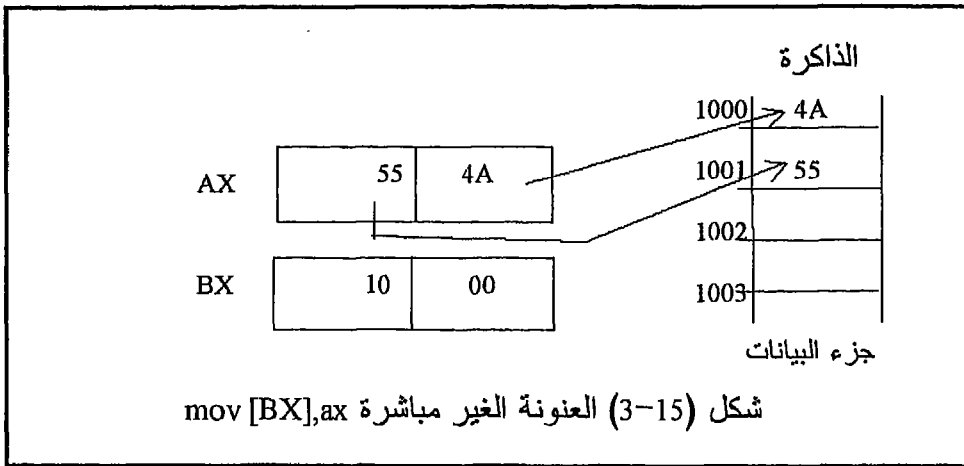 الذاكرة
1000 4A
AX 55 4A 1001 55
1002
BX 10 00 1003
جزء البيانات
شكل (3-15) العنونة الغير مباشرة mov [BX],ax